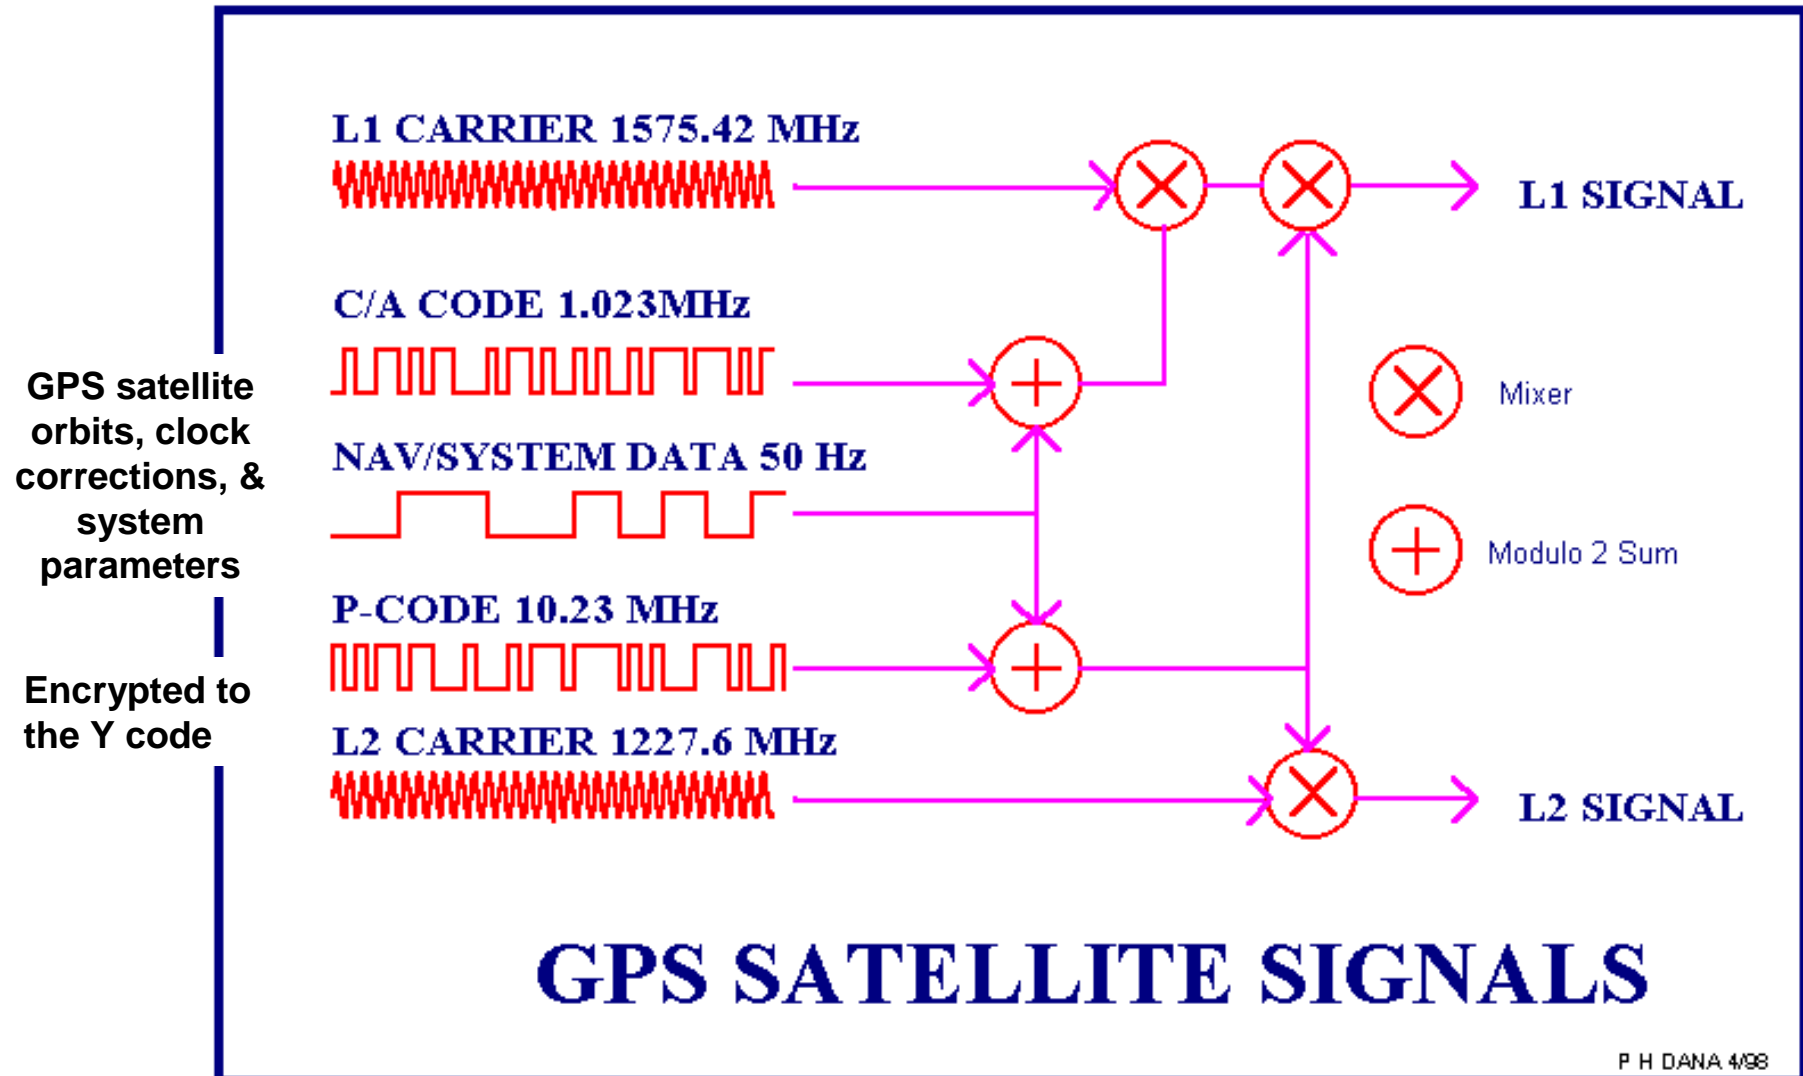 L1 CARRIER 1575.42 MHz
L1 SIGNAL
C/A CODE 1.023MHz
GPS satellite
orbits, clock
corrections, &
system
parameters
Mixer
NAV/SYSTEM DATA 50 Hz
Modulo 2 Sum
P-CODE 10.23 MHz
Encrypted to
the Y code
L2 CARRIER 1227.6 MHz
L2 SIGNAL
GPS SATELLITE SIGNALS
P H DANA 4/98